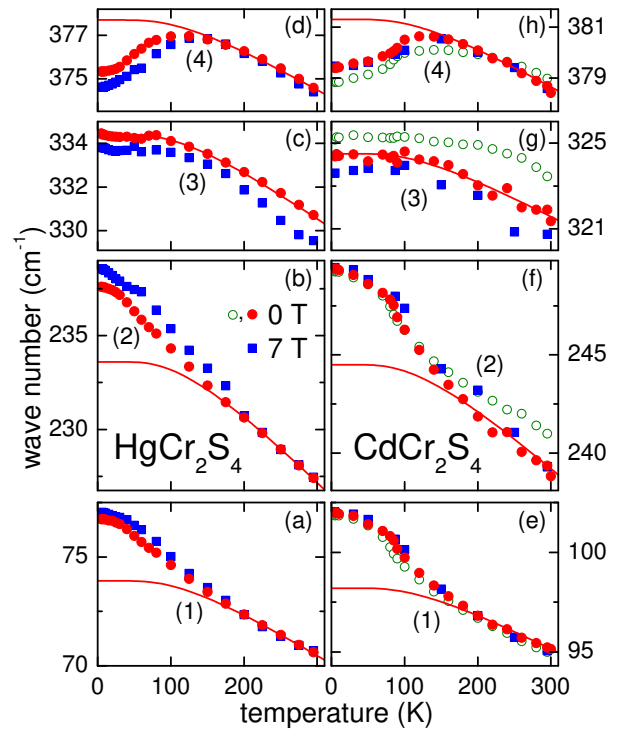 (d)
377
375
(4)
(h)
381
379
(4)
(c)
334
332
330
(3)
(g)
325
321
(3)
(b)
235
230
(2)
, 0 T
7 T
HgCr2S4
(f)
245
240
(2)
CdCr2S4
(a)
75
70
(1)
(e)
100
95
(1)
0 100 200
0 100 200 300
wave number (cm-1)
temperature (K)